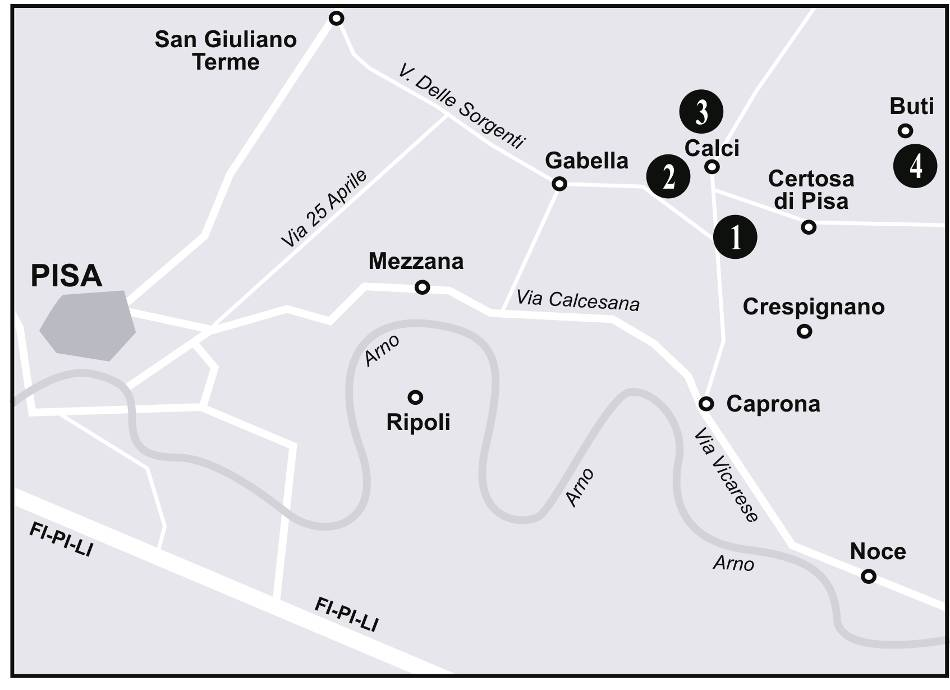 San Giuliano
Terme
V. Delle Sorgenti
3
Buti
Calci
Gabella
2
4
Certosa
di Pisa
Via 25 Aprile
1
PISA
Mezzana
Via Calcesana
Crespignano
Arno
Ripoli
Caprona
Via Vicarese
Arno
FI-PI-LI
Arno
Noce
FI-PI-LI